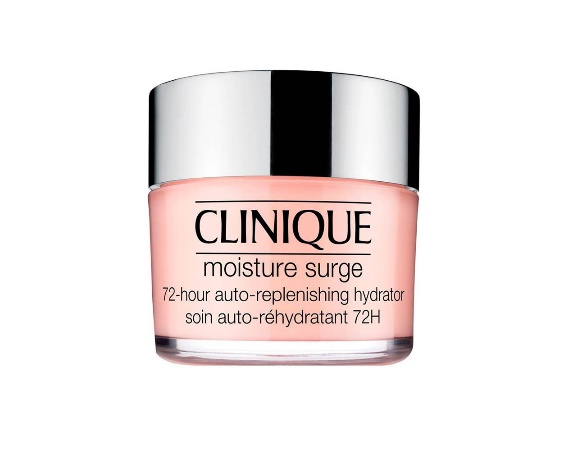 CLINIQUE
moisture surge
72-hour auto-replenishing hydrator
soin auto-réhydratant 72H